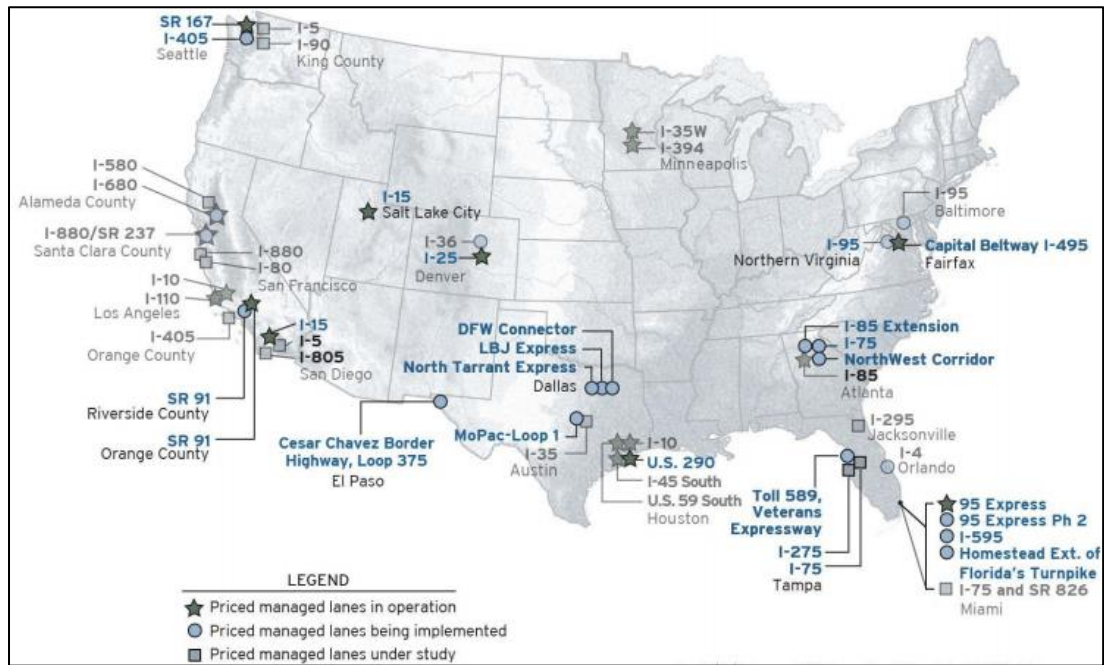 SR 167
I-405
Seattle
I-5
I-90
King County
I-35W
I-394
Minneapolis
I-580
I-680
Alameda County
I-880/SR 237
Santa Clara County
I-880
I-80
San Francisco
I-10
I-110
Los Angeles
I-405
Orange County
I-15
Salt Lake City
I-36
I-25
Denver
I-95
Baltimore
I-95
Northern Virginia
Capital Beltway I-495
Fairfax
I-15
I-5
I-805
San Diego
SR 91
Riverside County
SR 91
Orange County
DFW Connector
LBJ Express
North Tarrant Express
Dallas
I-85 Extension
I-75
NorthWest Corridor
I-85
Atlanta
Cesar Chavez Border
Highway, Loop 375
El Paso
MoPac-Loop 1
I-35
Austin
I-10
U.S. 290
I-45 South
U.S. 59 South
Houston
I-295
Jacksonville
I-4
Orlando
Toll 589,
Veterans
Expressway
I-275
I-75
Tampa
95 Express
95 Express Ph 2
I-595
Homestead Ext. of
Florida's Turnpike
I-75 and SR 826
Miami
LEGEND
Priced managed lanes in operation
Priced managed lanes being implemented
Priced managed lanes under study